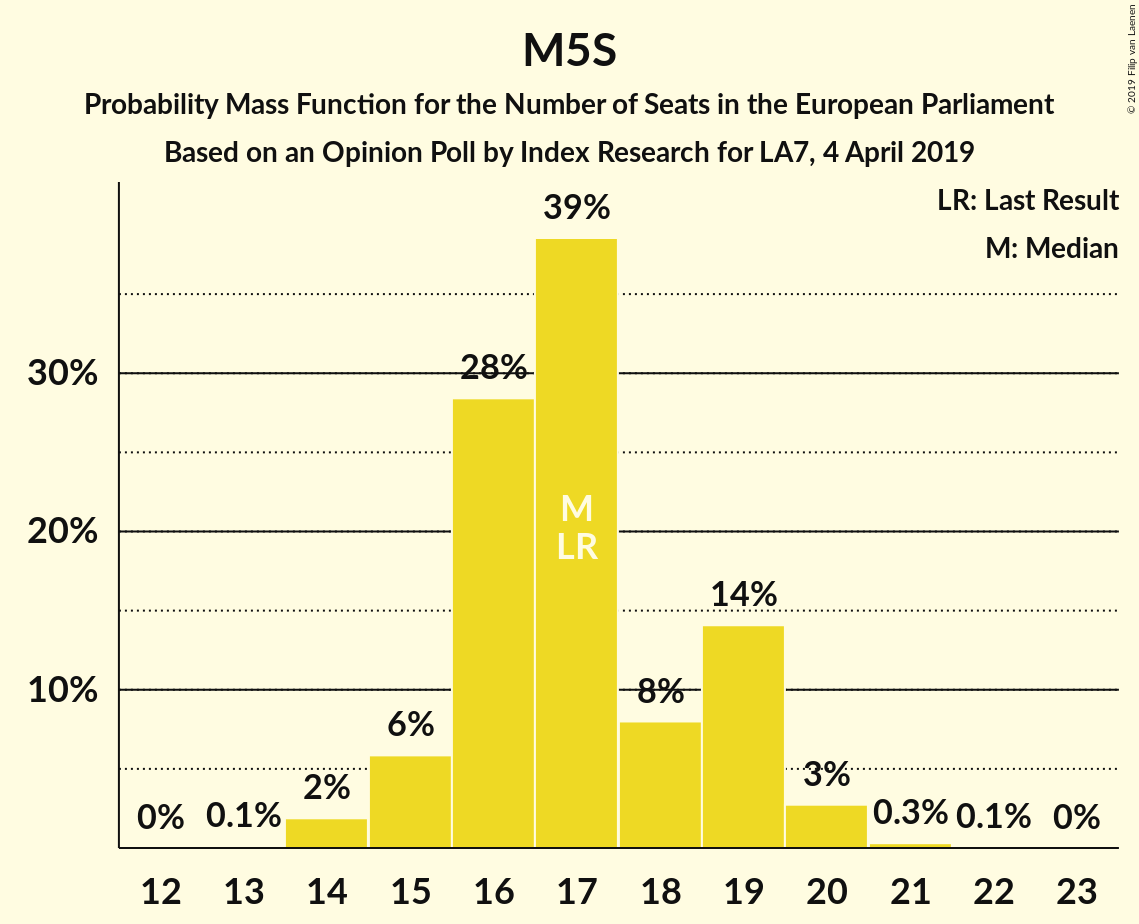 M5S
Probability Mass Function for the Number of Seats in the European Parliament
Based on an Opinion Poll by Index Research for LA7, 4 April 2019
© 2019 Filip van Laenen
LR: Last Result
M: Median
30%
20%
10%
0%
0.1%
2%
6%
28%
39%
8%
14%
3%
0.3%
0.1%
0%
M
LR
12 13 14 15 16 17 18 19 20 21 22 23